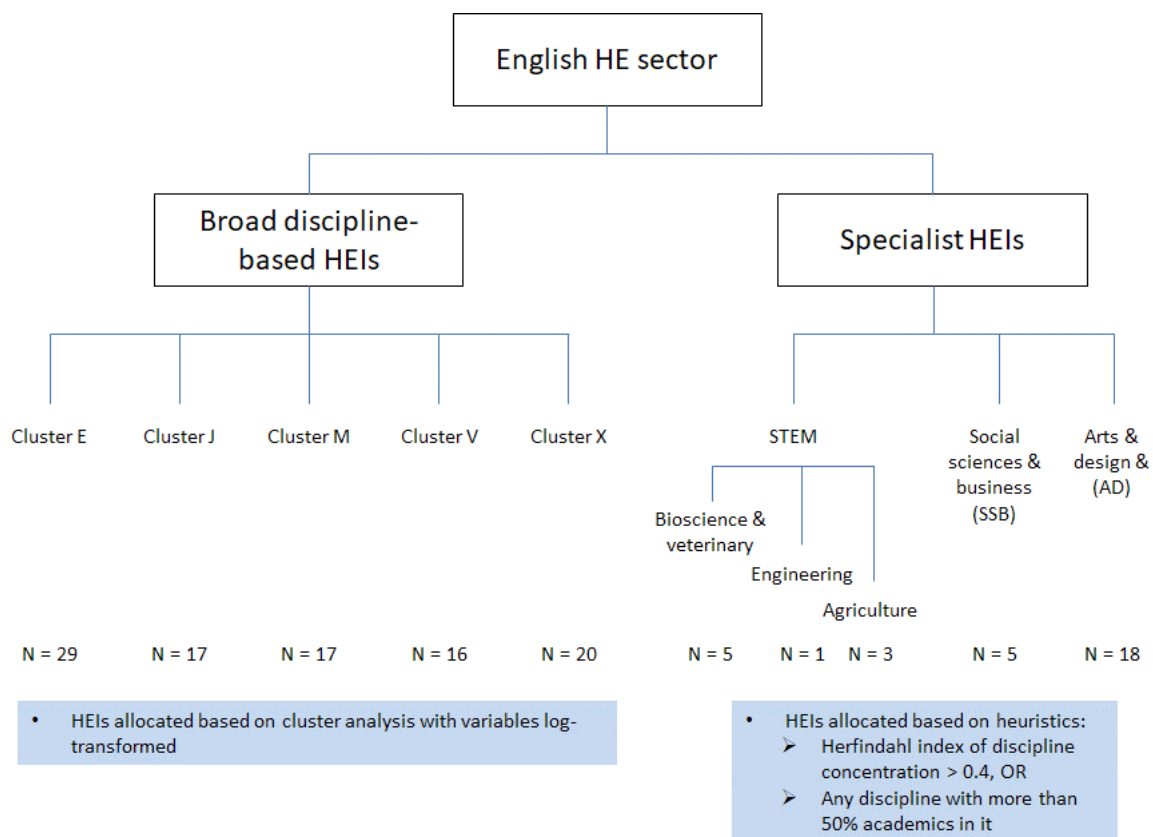 English HE sector
Broad discipline-
based HEIs
Specialist HEIs
Cluster E
Cluster J
Cluster M
Cluster V
Cluster X
STEM
Social
sciences &
business
(SSB)
Arts &
design &
(AD)
Bioscience &
veterinary
Engineering
Agriculture
N = 29
N = 17
N = 17
N = 16
N = 20
N = 5
N = 1
N = 3
N = 5
N = 18
• HEIs allocated based on cluster analysis with variables log-
transformed
• HEIs allocated based on heuristics:
➢ Herfindahl index of discipline
concentration > 0.4, OR
➢ Any discipline with more than
50% academics in it